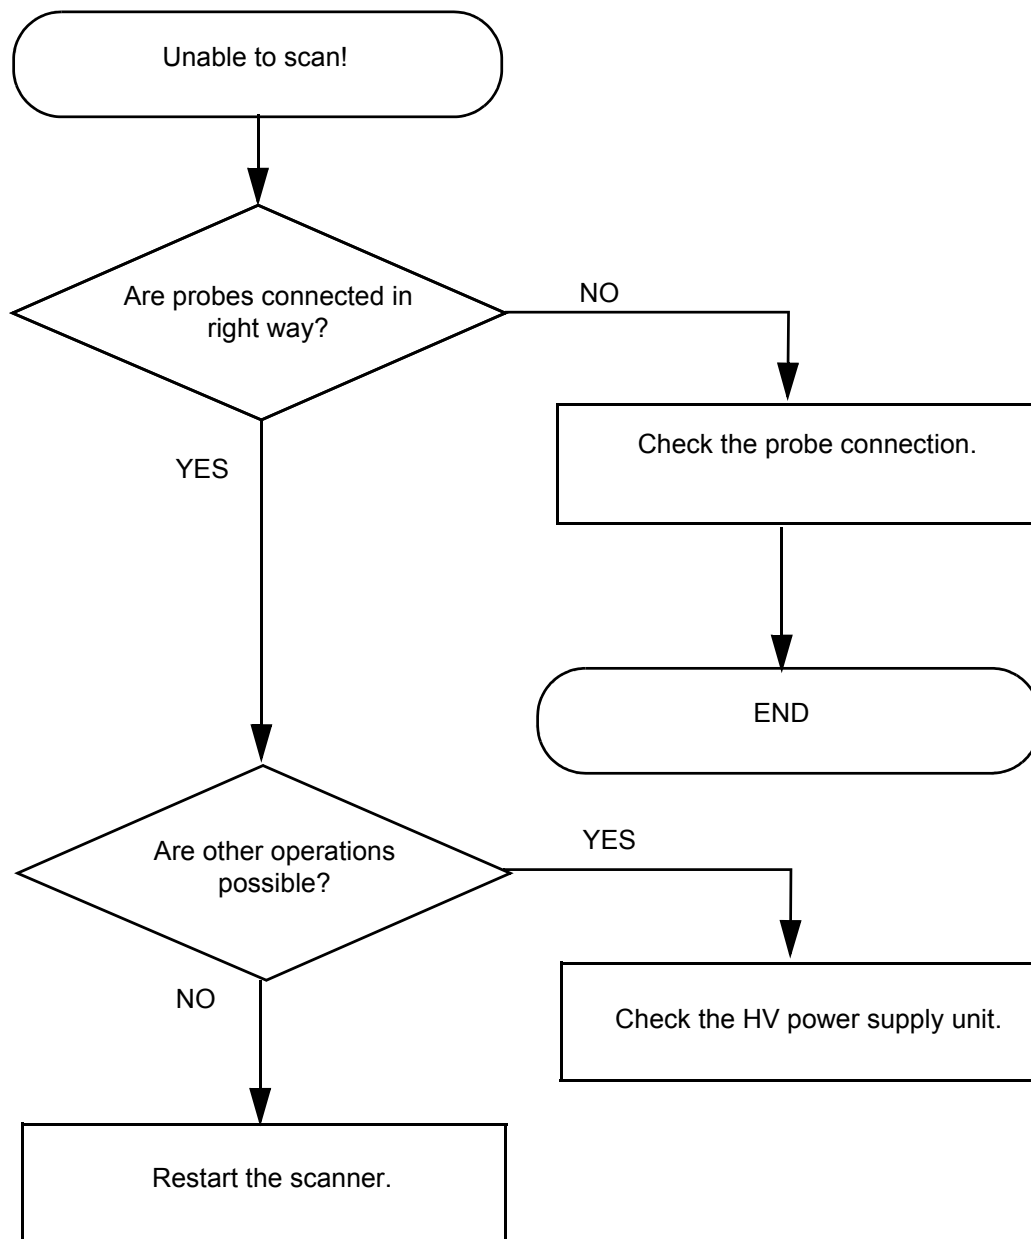 Unable to scan!
Are probes connected in
right way?
NO
Check the probe connection.
YES
END
Are other operations
possible?
YES
Check the HV power supply unit.
NO
Restart the scanner.